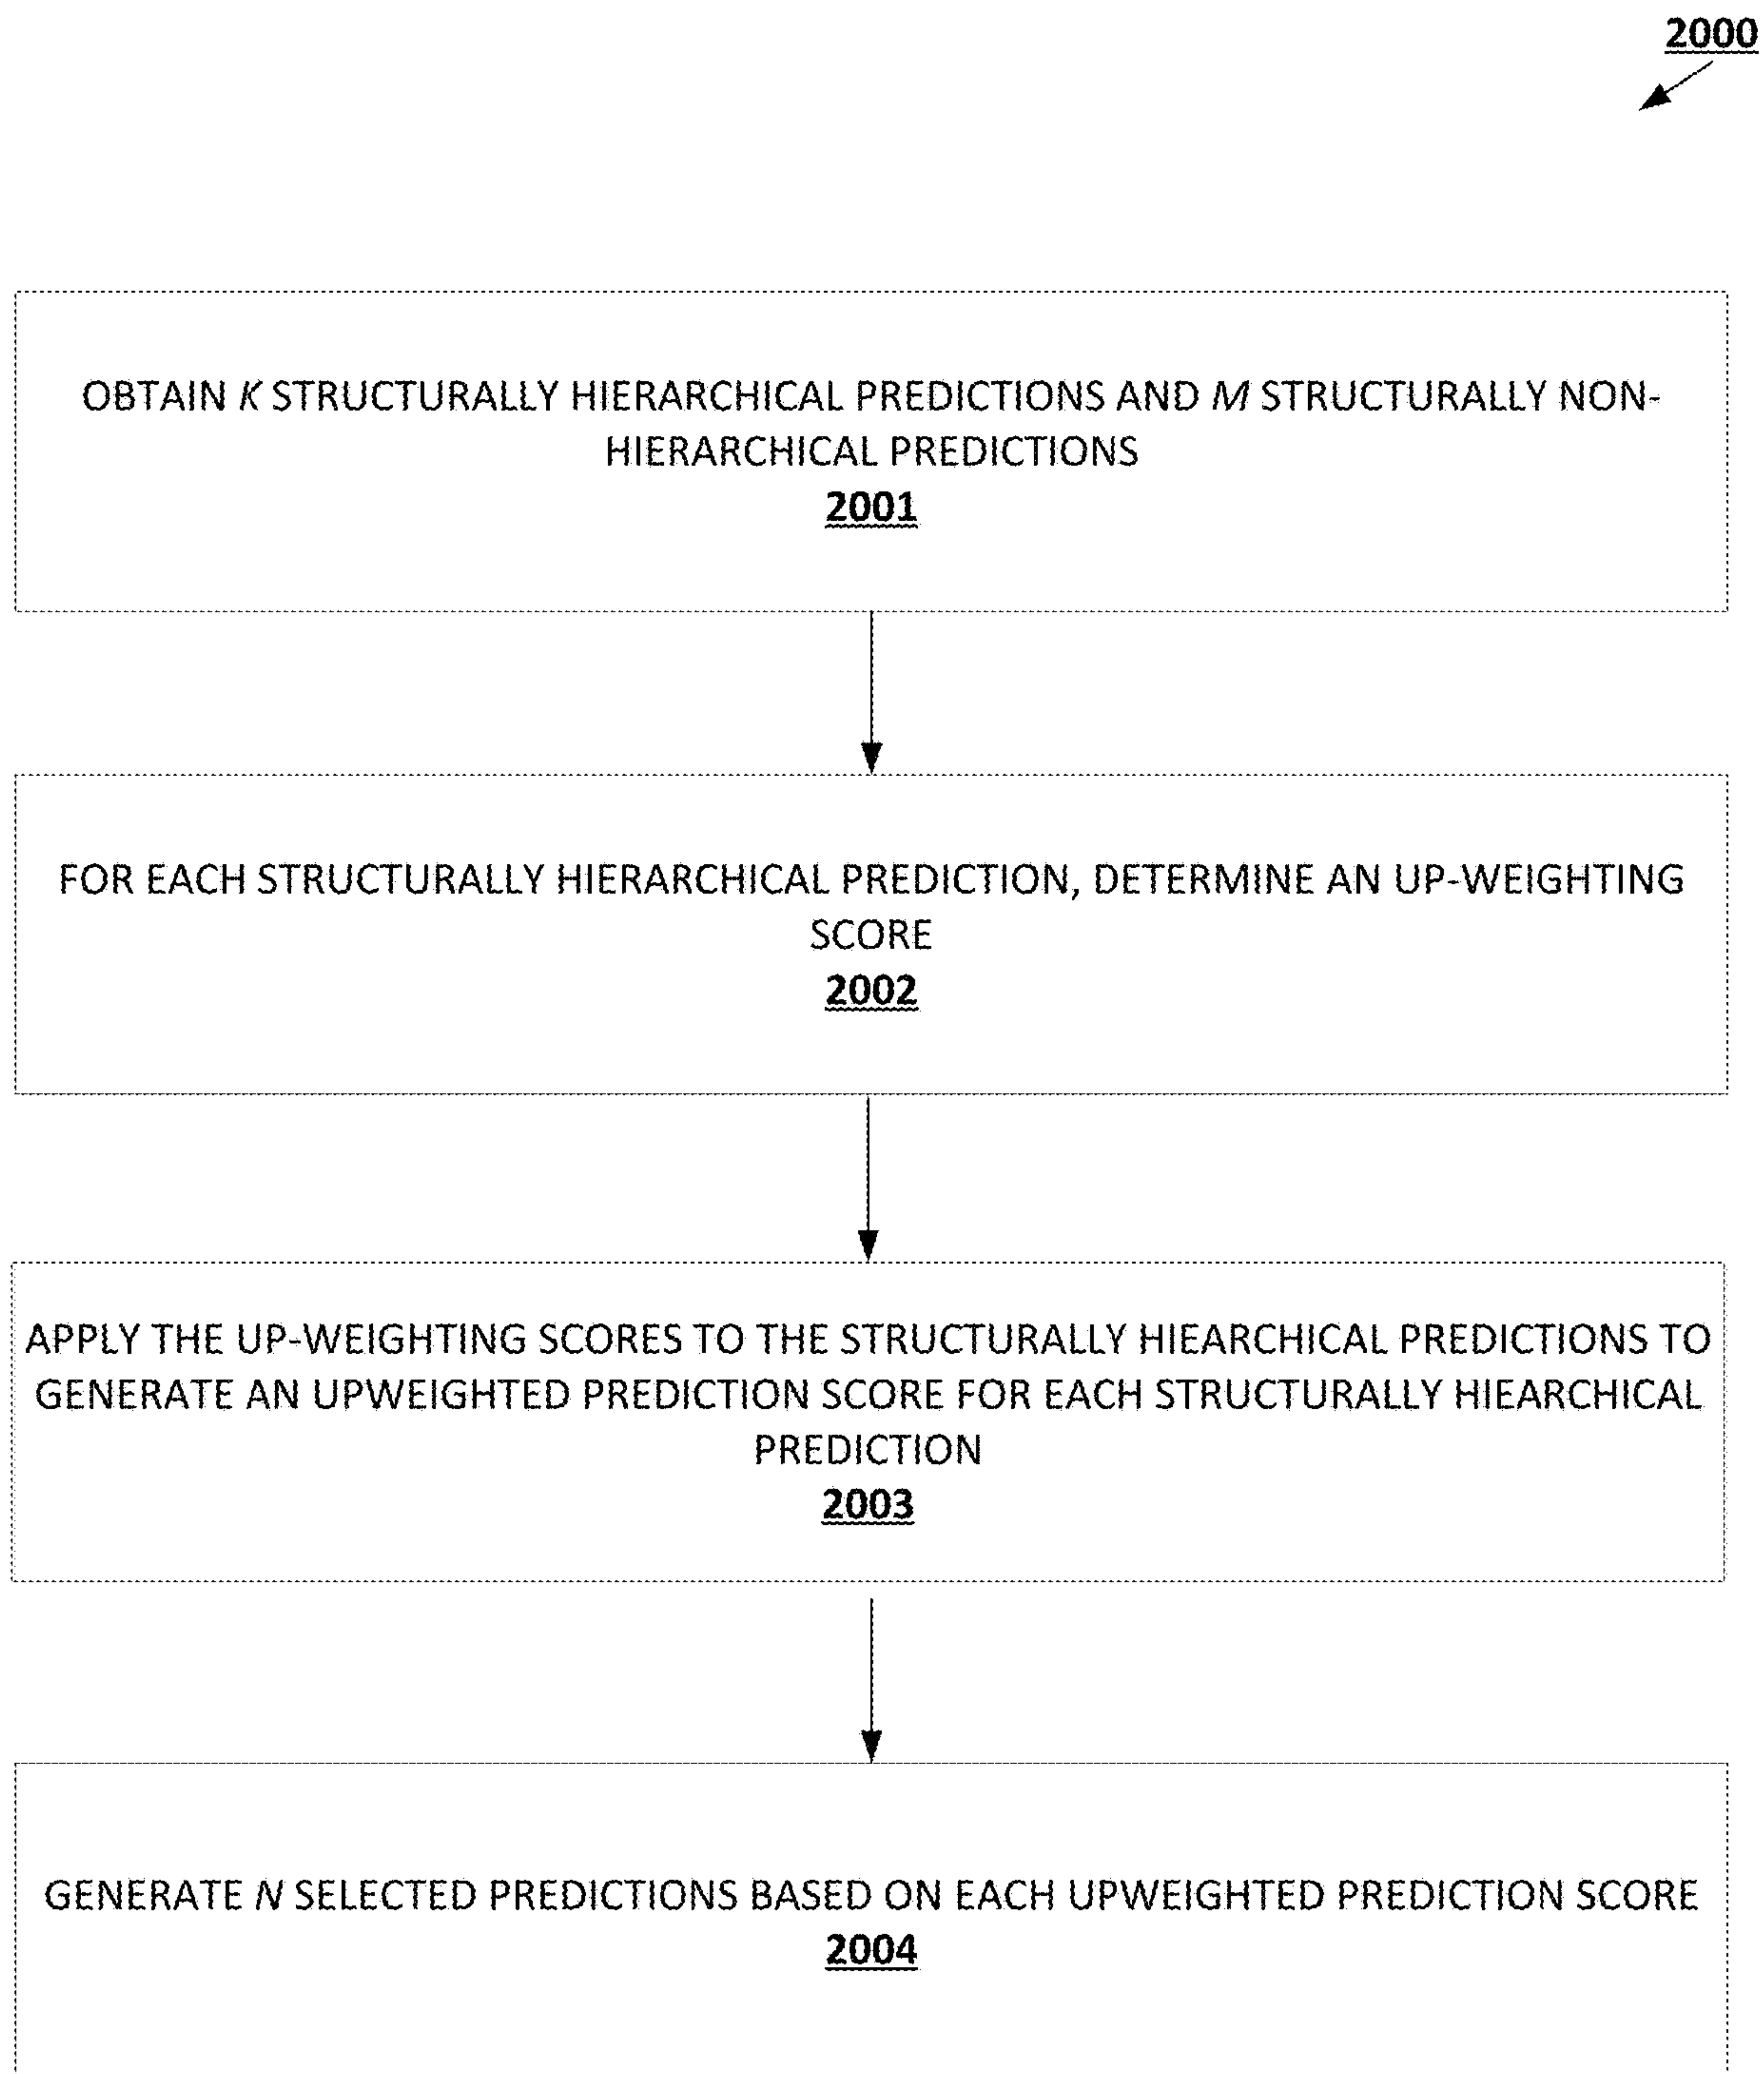 2000
OBTAIN K STRUCTURALLY HIERARCHICAL PREDICTIONS AND M STRUCTURALLY NON-
HIERARCHICAL PREDICTIONS
2001
FOR EACH STRUCTURALLY HIERARCHICAL PREDICTION, DETERMINE AN UP-WEIGHTING
SCORE
2002
APPLY THE UP-WEIGHTING SCORES TO THE STRUCTURALLY HIEARCHICAL PREDICTIONS TO
GENERATE AN UPWEIGHTED PREDICTION SCORE FOR EACH STRUCTURALLY HIEARCHICAL
PREDICTION
2003
GENERATE N SELECTED PREDICTIONS BASED ON EACH UPWEIGHTED PREDICTION SCORE
2004